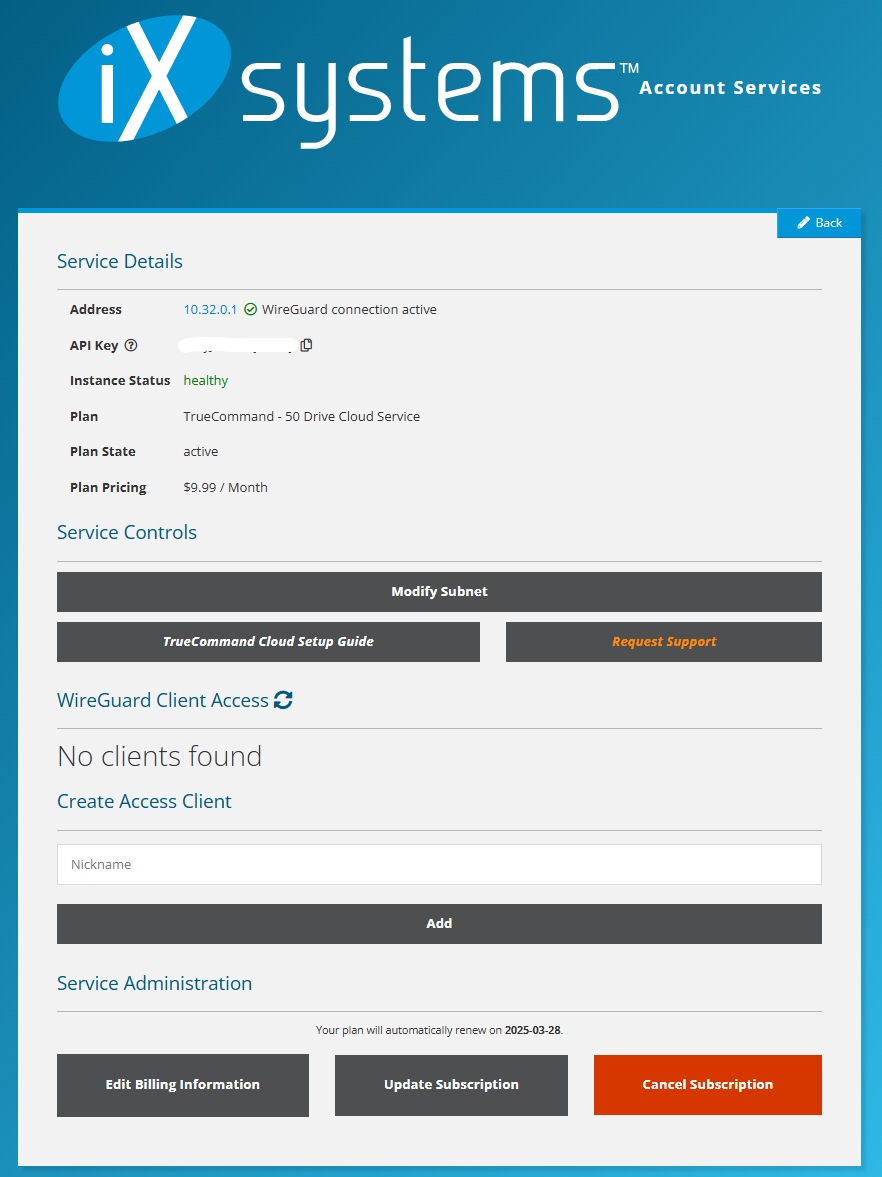 iXsystems™ Account Services
Back
Service Details
Address 10.32.0.1 WireGuard connection active
API Key
Instance Status healthy
Plan TrueCommand - 50 Drive Cloud Service
Plan State active
Plan Pricing $9.99 / Month
Service Controls
Modify Subnet
TrueCommand Cloud Setup Guide Request Support
WireGuard Client Access
No clients found
Create Access Client
Nickname
Add
Service Administration
Your plan will automatically renew on 2025-03-28.
Edit Billing Information Update Subscription Cancel Subscription